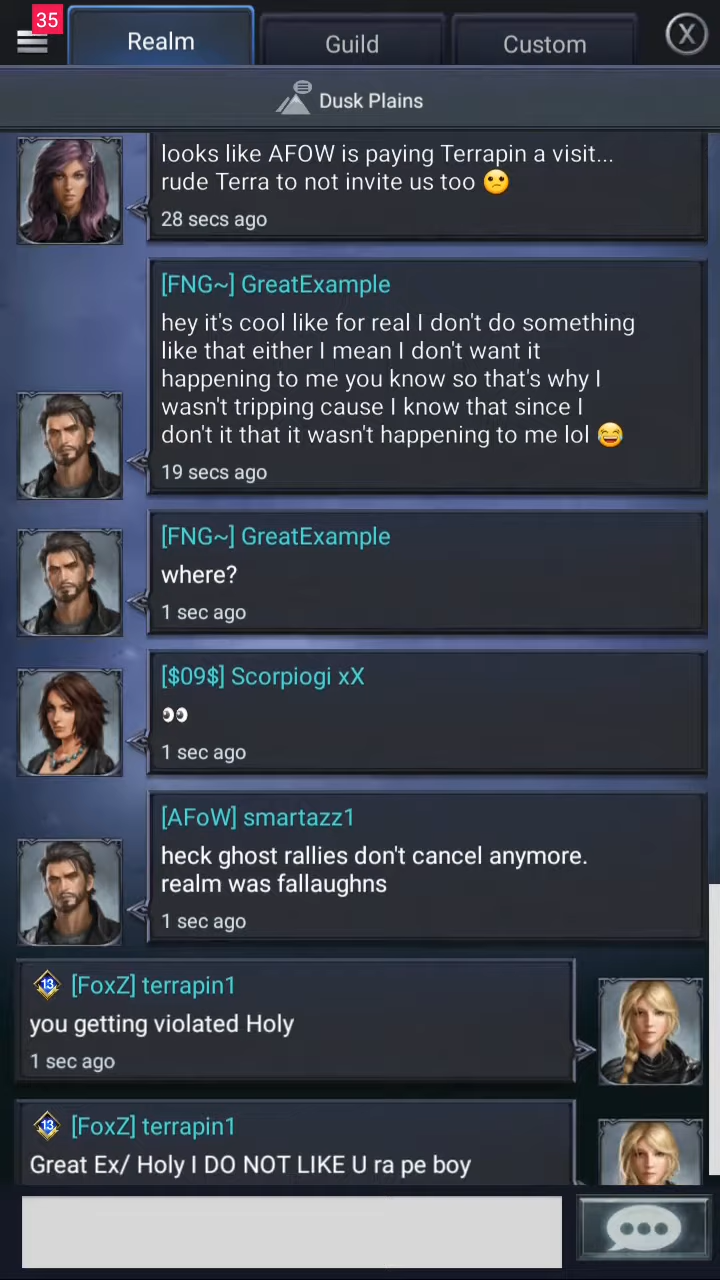 35
Realm
Guild
Custom
X
Dusk Plains
looks like AFOW is paying Terrapin a visit...
rude Terra to not invite us too 😕
28 secs ago
[FNG~] GreatExample
hey it's cool like for real I don't do something
like that either I mean I don't want it
happening to me you know so that's why I
wasn't tripping cause I know that since I
don't it that it wasn't happening to me lol 😂
19 secs ago
[FNG~] GreatExample
where?
1 sec ago
[$09$] Scorpiogi xX
👀
1 sec ago
[AFoW] smartazz1
heck ghost rallies don't cancel anymore.
realm was fallaughns
1 sec ago
13 [FoxZ] terrapin1
you getting violated Holy
1 sec ago
13 [FoxZ] terrapin1
Great Ex/ Holy I DO NOT LIKE U ra pe boy